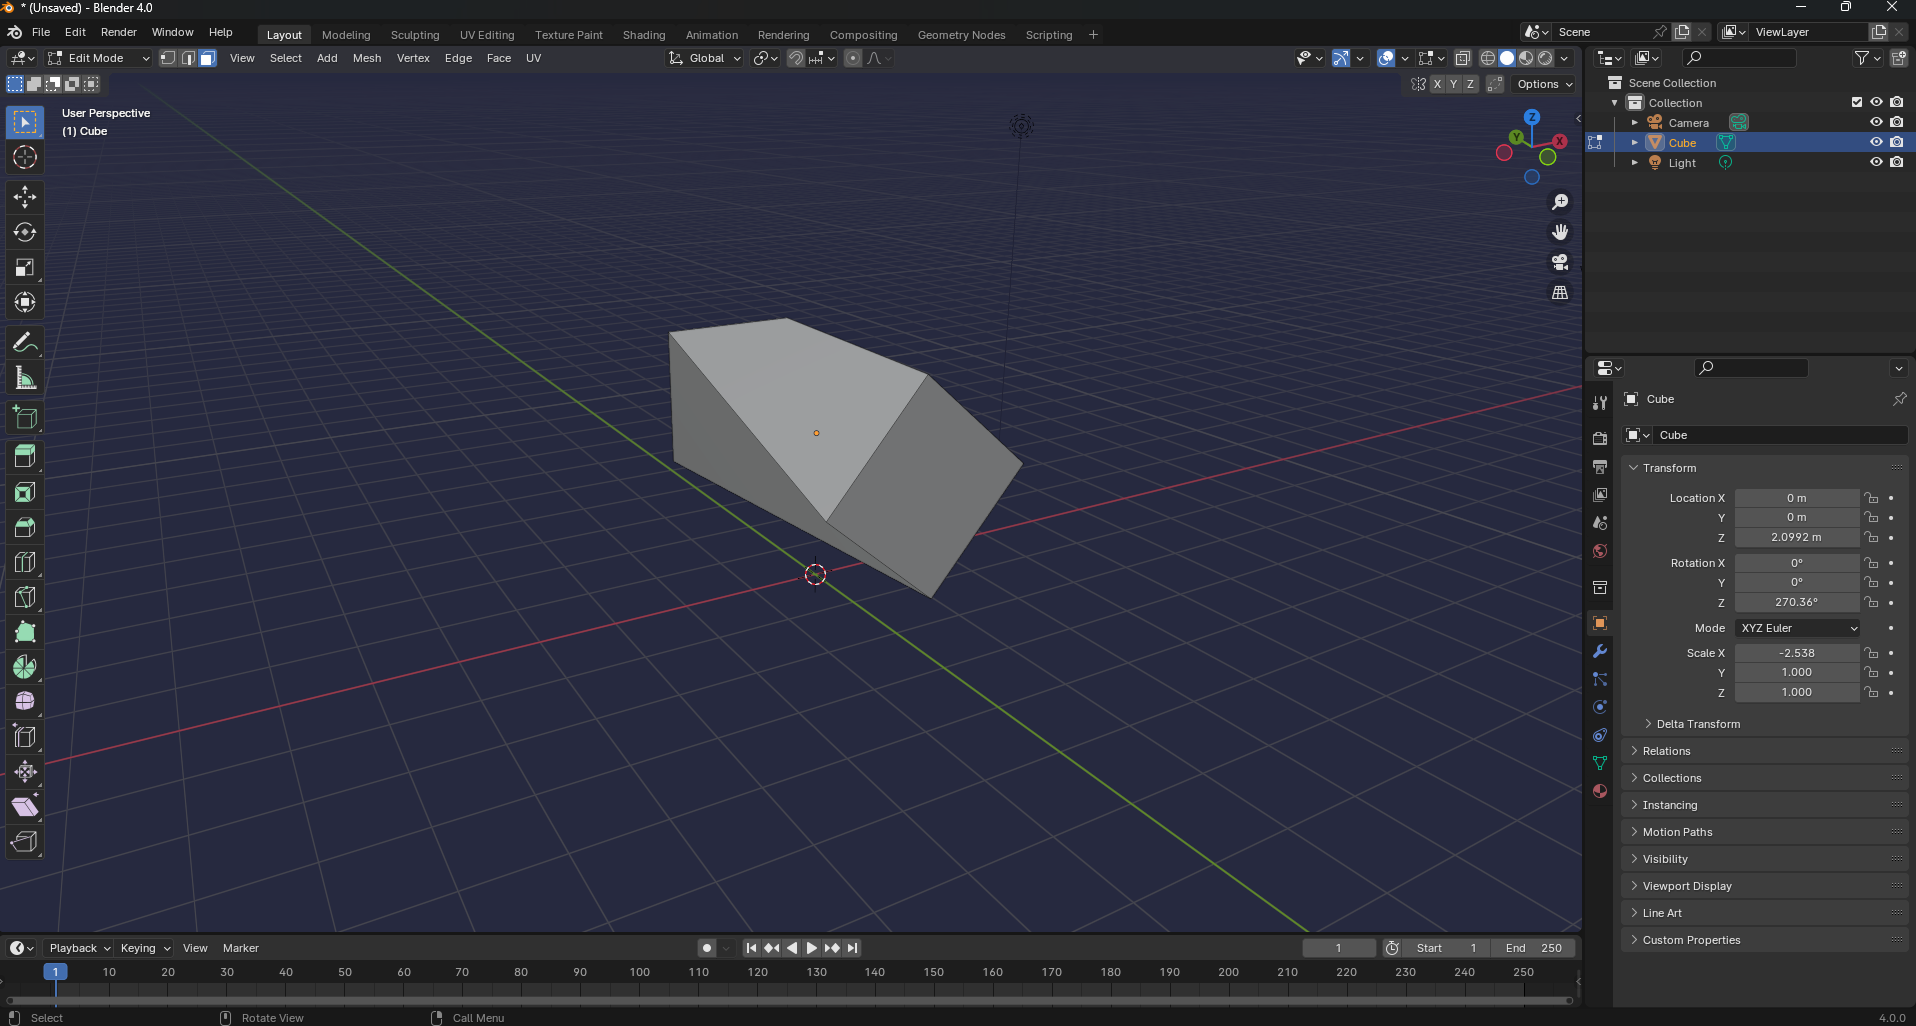 * (Unsaved) - Blender 4.0
File Edit Render Window Help
Layout Modeling Sculpting UV Editing Texture Paint Shading Animation Rendering Compositing Geometry Nodes Scripting +
Scene
ViewLayer
Edit Mode View Select Add Mesh Vertex Edge Face UV
Global
X Y Z Options
User Perspective
(1) Cube
Z
Y
X
Scene Collection
Collection
Camera
Cube
Light
Cube
Cube
Transform
Location X 0 m
Y 0 m
Z 2.0992 m
Rotation X 0°
Y 0°
Z 270.36°
Mode XYZ Euler
Scale X -2.538
Y 1.000
Z 1.000
Delta Transform
Relations
Collections
Instancing
Motion Paths
Visibility
Viewport Display
Line Art
Custom Properties
Playback Keying View Marker
1 Start 1 End 250
1 10 20 30 40 50 60 70 80 90 100 110 120 130 140 150 160 170 180 190 200 210 220 230 240 250
Select Rotate View Call Menu
4.0.0